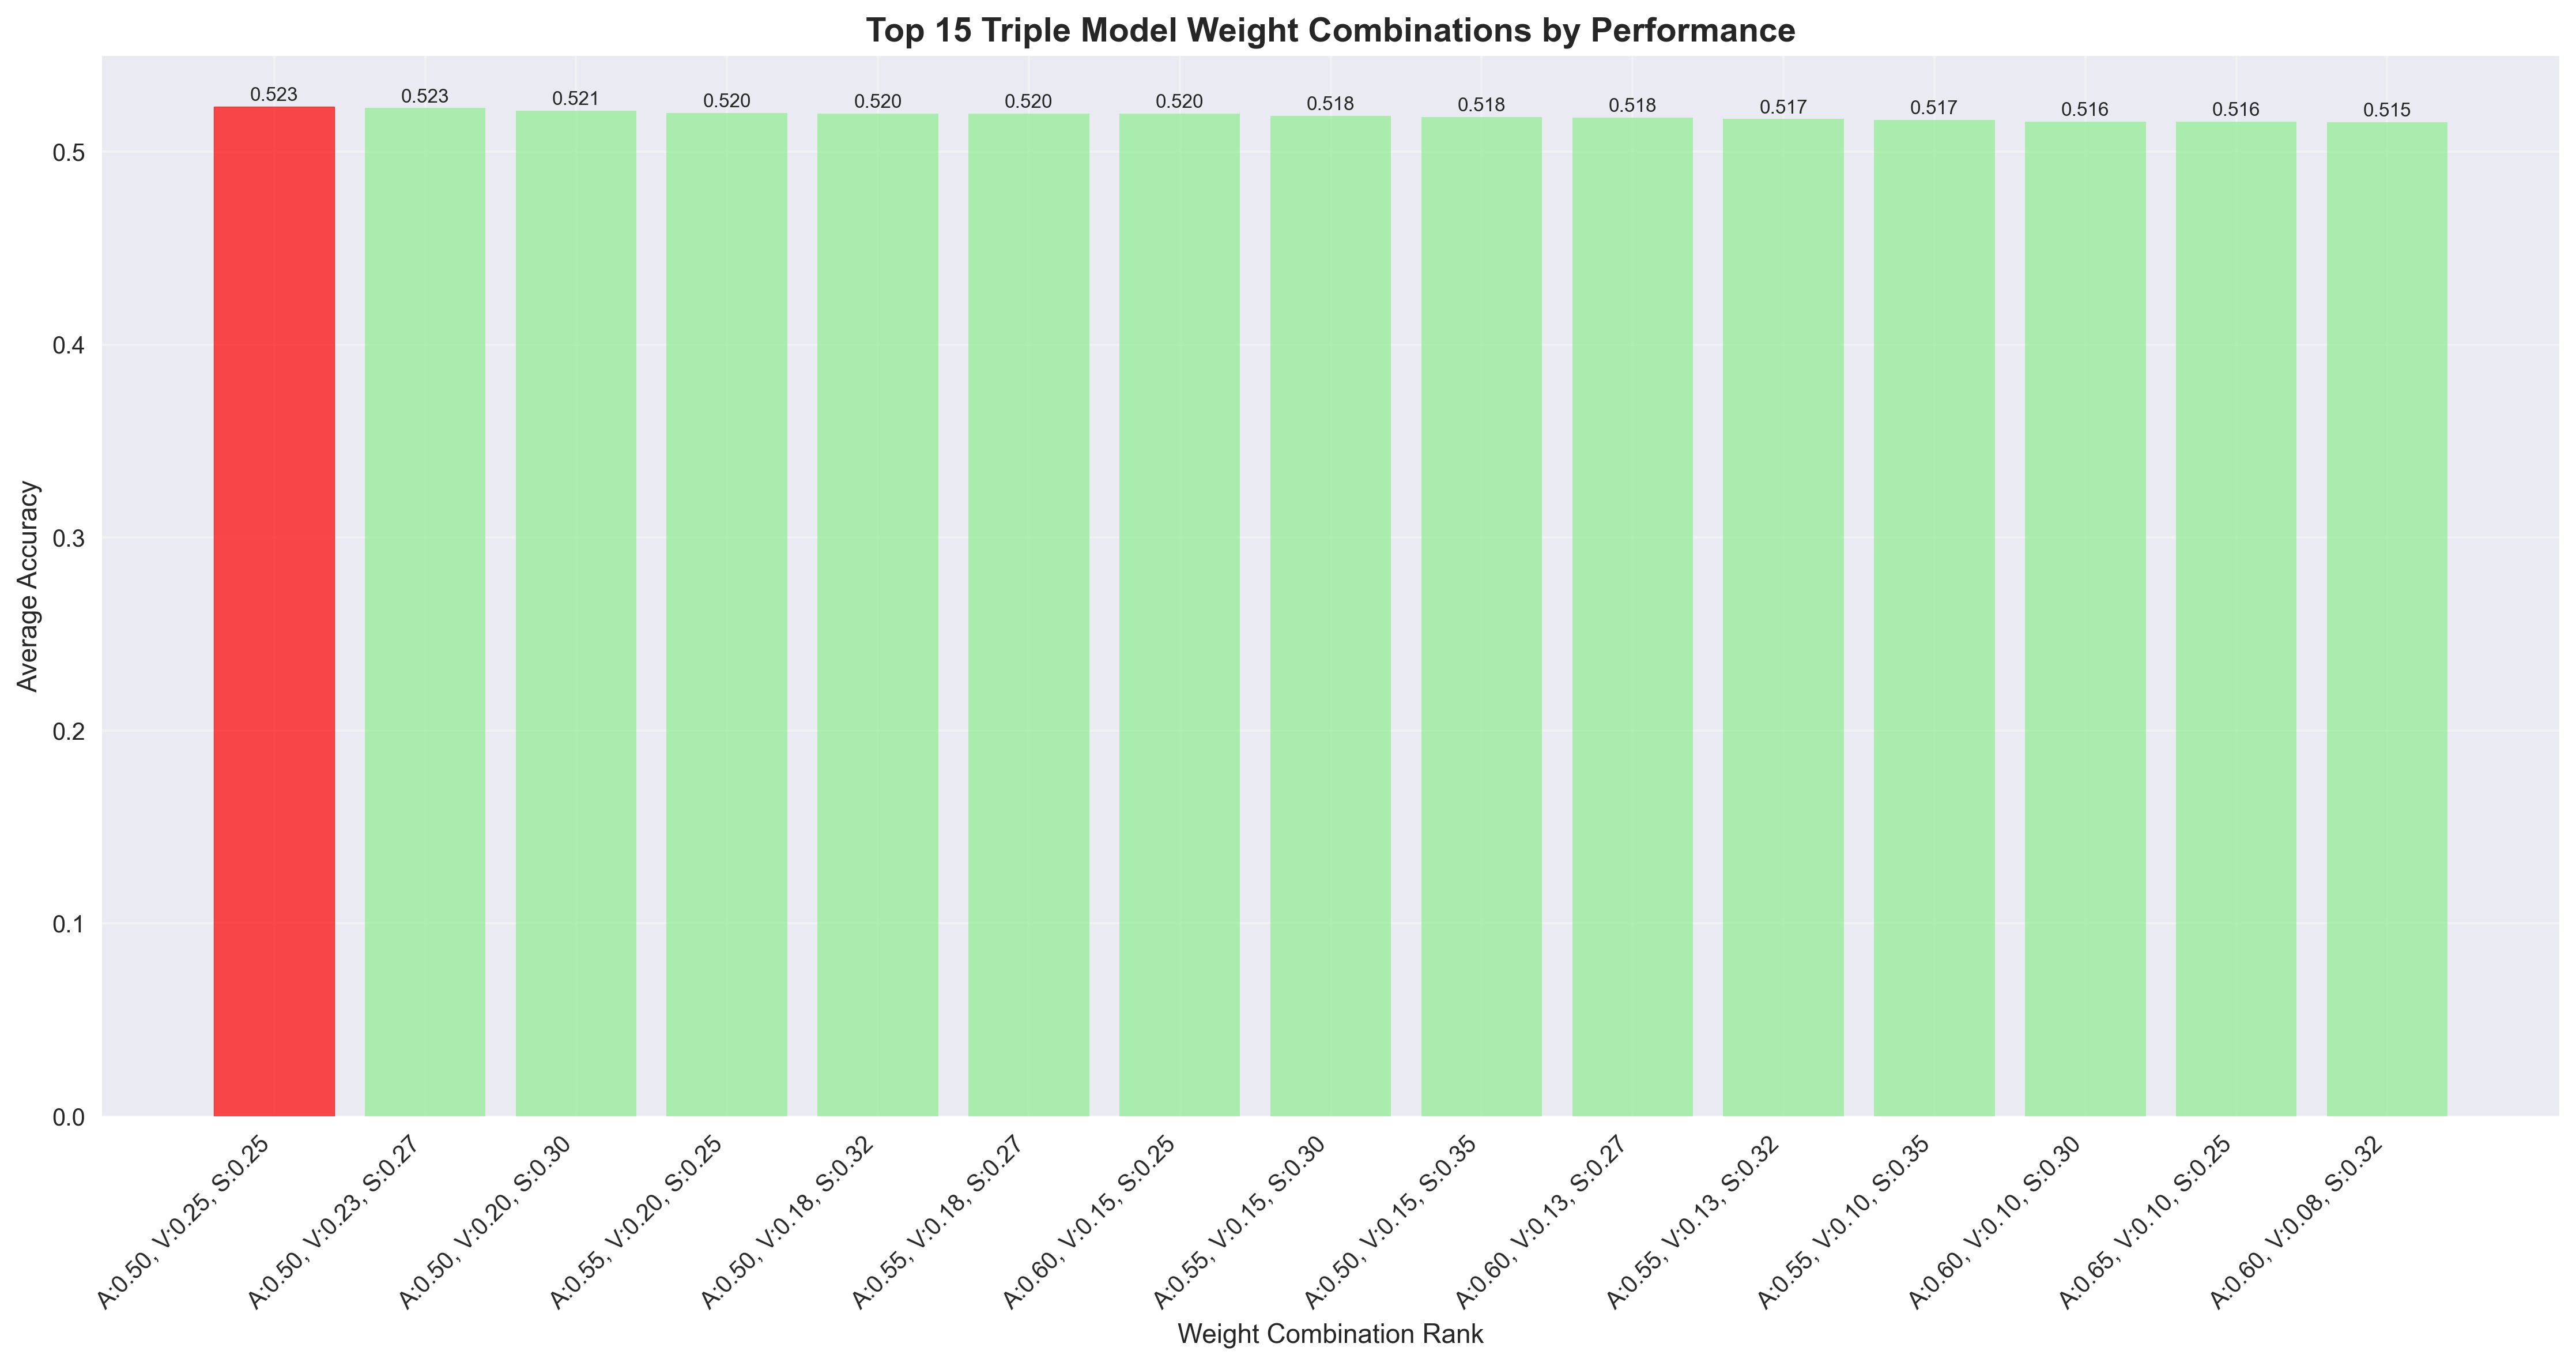 Top 15 Triple Model Weight Combinations by Performance
0.523
0.523
0.521
0.520
0.520
0.520
0.520
0.518
0.518
0.518
0.517
0.517
0.516
0.516
0.515
Average Accuracy
0.5
0.4
0.3
0.2
0.1
0.0
A:0.50, V:0.25, S:0.25
A:0.50, V:0.23, S:0.27
A:0.50, V:0.20, S:0.30
A:0.55, V:0.20, S:0.25
A:0.50, V:0.18, S:0.32
A:0.55, V:0.18, S:0.27
A:0.60, V:0.15, S:0.25
A:0.55, V:0.15, S:0.30
A:0.50, V:0.15, S:0.35
A:0.60, V:0.13, S:0.27
A:0.55, V:0.13, S:0.32
A:0.55, V:0.10, S:0.35
A:0.60, V:0.10, S:0.30
A:0.65, V:0.10, S:0.25
A:0.60, V:0.08, S:0.32
Weight Combination Rank